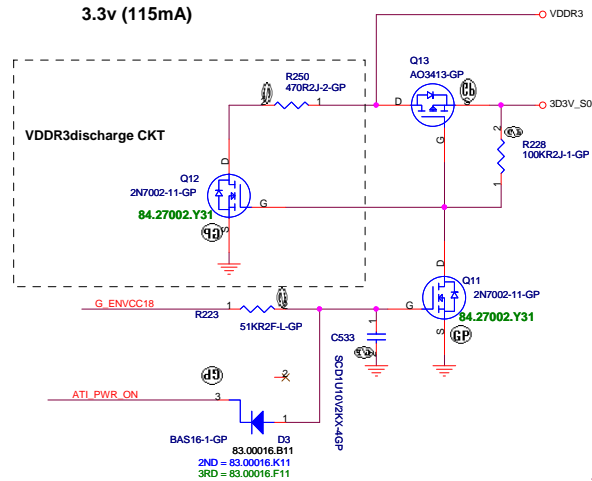 3.3v (115mA)
VDDR3
Q13
AO3413-GP
R250
470R2J-2-GP
2
1
D
S
3D3V_S0
G
2
R228
100KR2J-1-GP
1
VDDR3discharge CKT
D
Q12
2N7002-11-GP
G
84.27002.Y31
S
D
Q11
2N7002-11-GP
84.27002.Y31
G
S
GP
G_ENVCC18
1
R223
51KR2F-L-GP
C533
1
SCD1U10V2KX-4GP
2
ATI_PWR_ON
3
1
BAS16-1-GP
D3
83.00016.B11
2ND = 83.00016.K11
3RD = 83.00016.F11